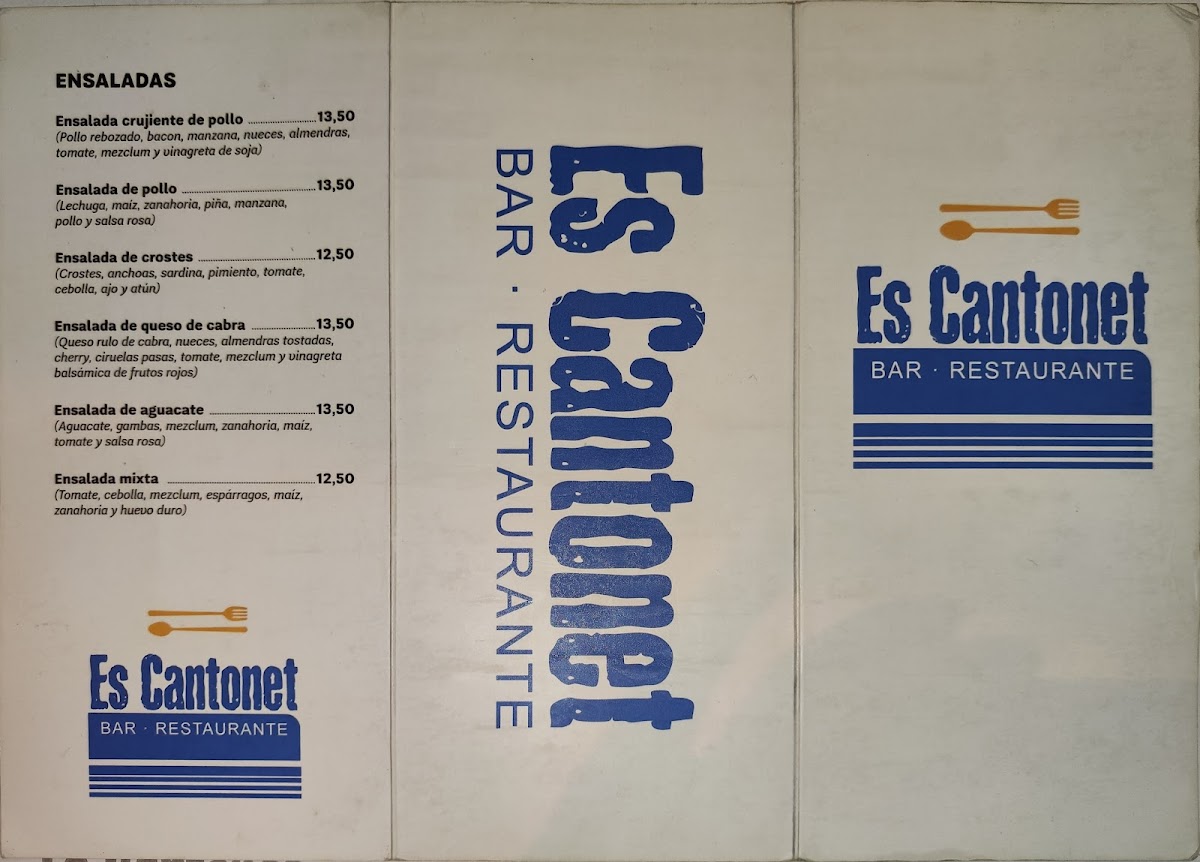 ENSALADAS
Ensalada crujiente de pollo ........................ 13,50
(Pollo rebozado, bacon, manzana, nueces, almendras,
tomate, mezclum y vinagreta de soja)
Ensalada de pollo ........................ 13,50
(Lechuga, maíz, zanahoria, piña, manzana,
pollo y salsa rosa)
Ensalada de crostes ........................ 12,50
(Crostes, anchoas, sardina, pimiento, tomate,
cebolla, ajo y atún)
Ensalada de queso de cabra ........................ 13,50
(Queso rulo de cabra, nueces, almendras tostadas,
cherry, ciruelas pasas, tomate, mezclum y vinagreta
balsámica de frutos rojos)
Ensalada de aguacate ........................ 13,50
(Aguacate, gambas, mezclum, zanahoria, maíz,
tomate y salsa rosa)
Ensalada mixta ........................ 12,50
(Tomate, cebolla, mezclum, espárragos, maíz,
zanahoria y huevo duro)
Es Cantonet
BAR · RESTAURANTE
Es Cantonet
BAR · RESTAURANTE
Es Cantonet
BAR · RESTAURANTE